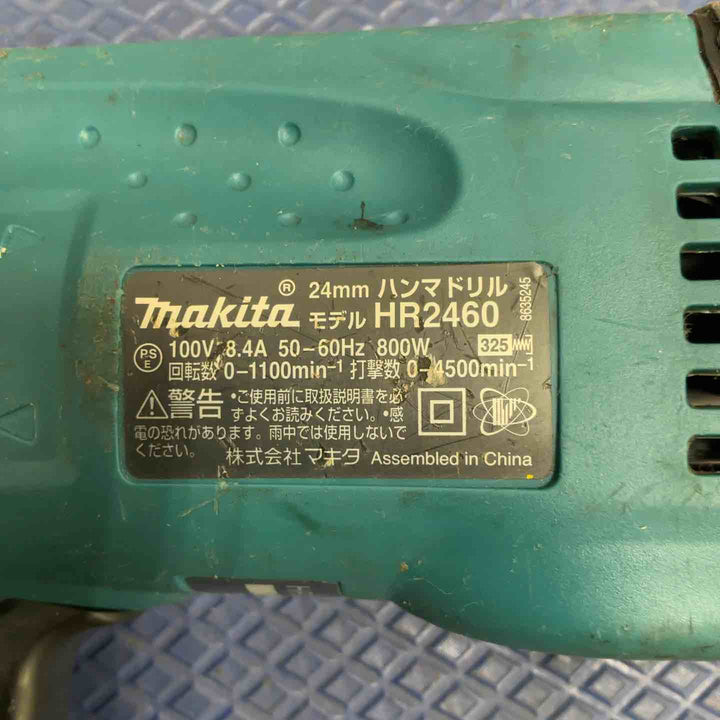 makita ® 24mm ハンマドリル
モデル HR2460
8635245
PSE 100V 8.4A 50-60Hz 800W 325
回転数 0-1100min-1 打撃数 0-4500min-1
警告 •ご使用前に取扱説明書を必
ずよくお読みください。•感
電の恐れがあります。雨中では使用しないで
ください。
株式会社 マキタ Assembled in China